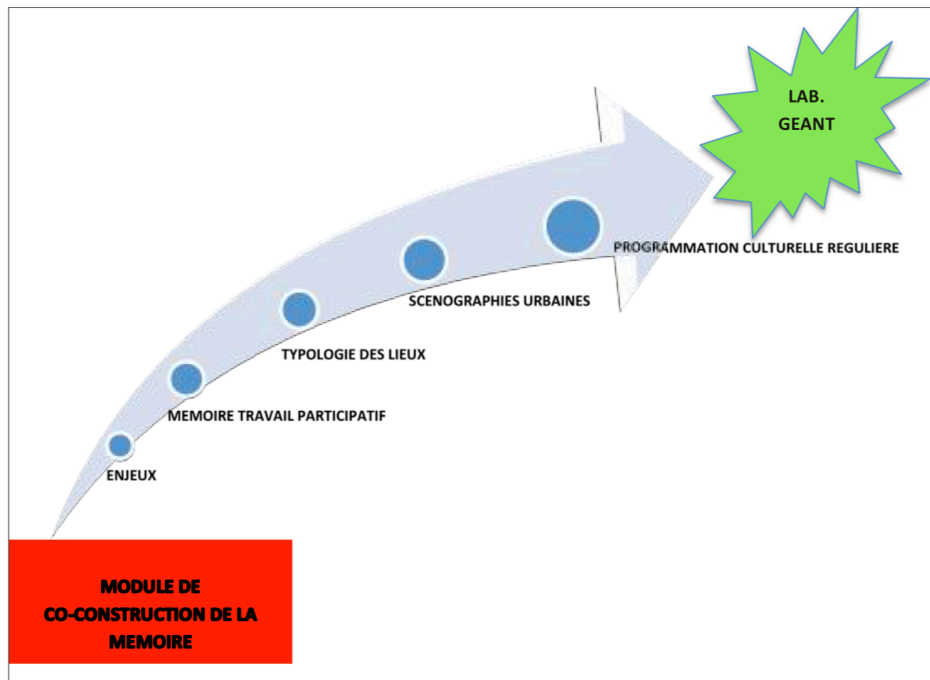 LAB.
GEANT
PROGRAMMATION CULTURELLE REGULIERE
SCENOGRAPHIES URBAINES
TYPOLOGIE DES LIEUX
MEMOIRE TRAVAIL PARTICIPATIF
ENJEUX
MODULE DE
CO-CONSTRUCTION DE LA
MEMOIRE